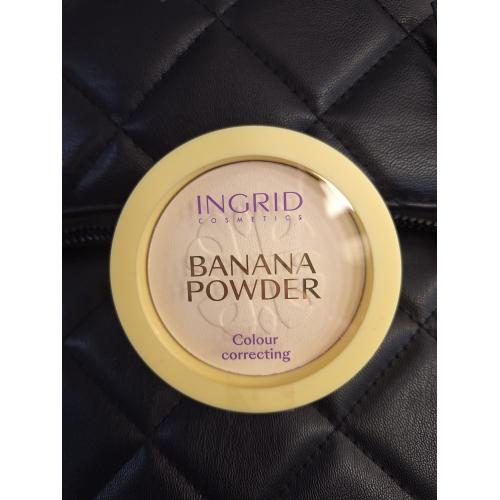 INGRID
COSMETICS
BANANA
POWDER
Colour
correcting